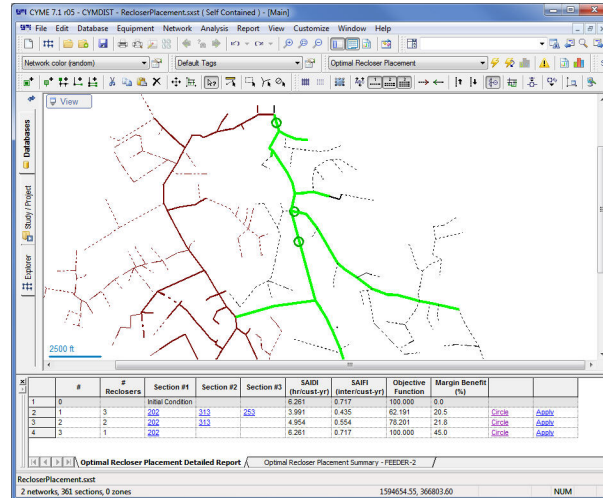 CYME 7.1 r05 - CYMDIST - RecloserPlacement.sxst ( Self Contained ) - [Main]
File Edit Database Equipment Network Analysis Report View Customize Window Help
Network color (random) Default Tags Optimal Recloser Placement
View
Databases
Study / Project
Explorer
2500 ft
# # Reclosers Section #1 Section #2 Section #3 SAIDI (hr/cust-yr) SAIFI (inter/cust-yr) Objective Function Margin Benefit (%)
1 0 Initial Condition 6.261 0.717 100.000 0.0
2 1 3 202 313 253 3.991 0.435 62.191 20.5 Circle Apply
3 2 2 202 313 4.954 0.554 78.201 21.8 Circle Apply
4 3 1 202 6.261 0.717 100.000 45.0 Circle Apply
Optimal Recloser Placement Detailed Report Optimal Recloser Placement Summary - FEEDER-2
RecloserPlacement.sxst
2 networks, 361 sections, 0 zones 1594654.55, 366803.60 NUM